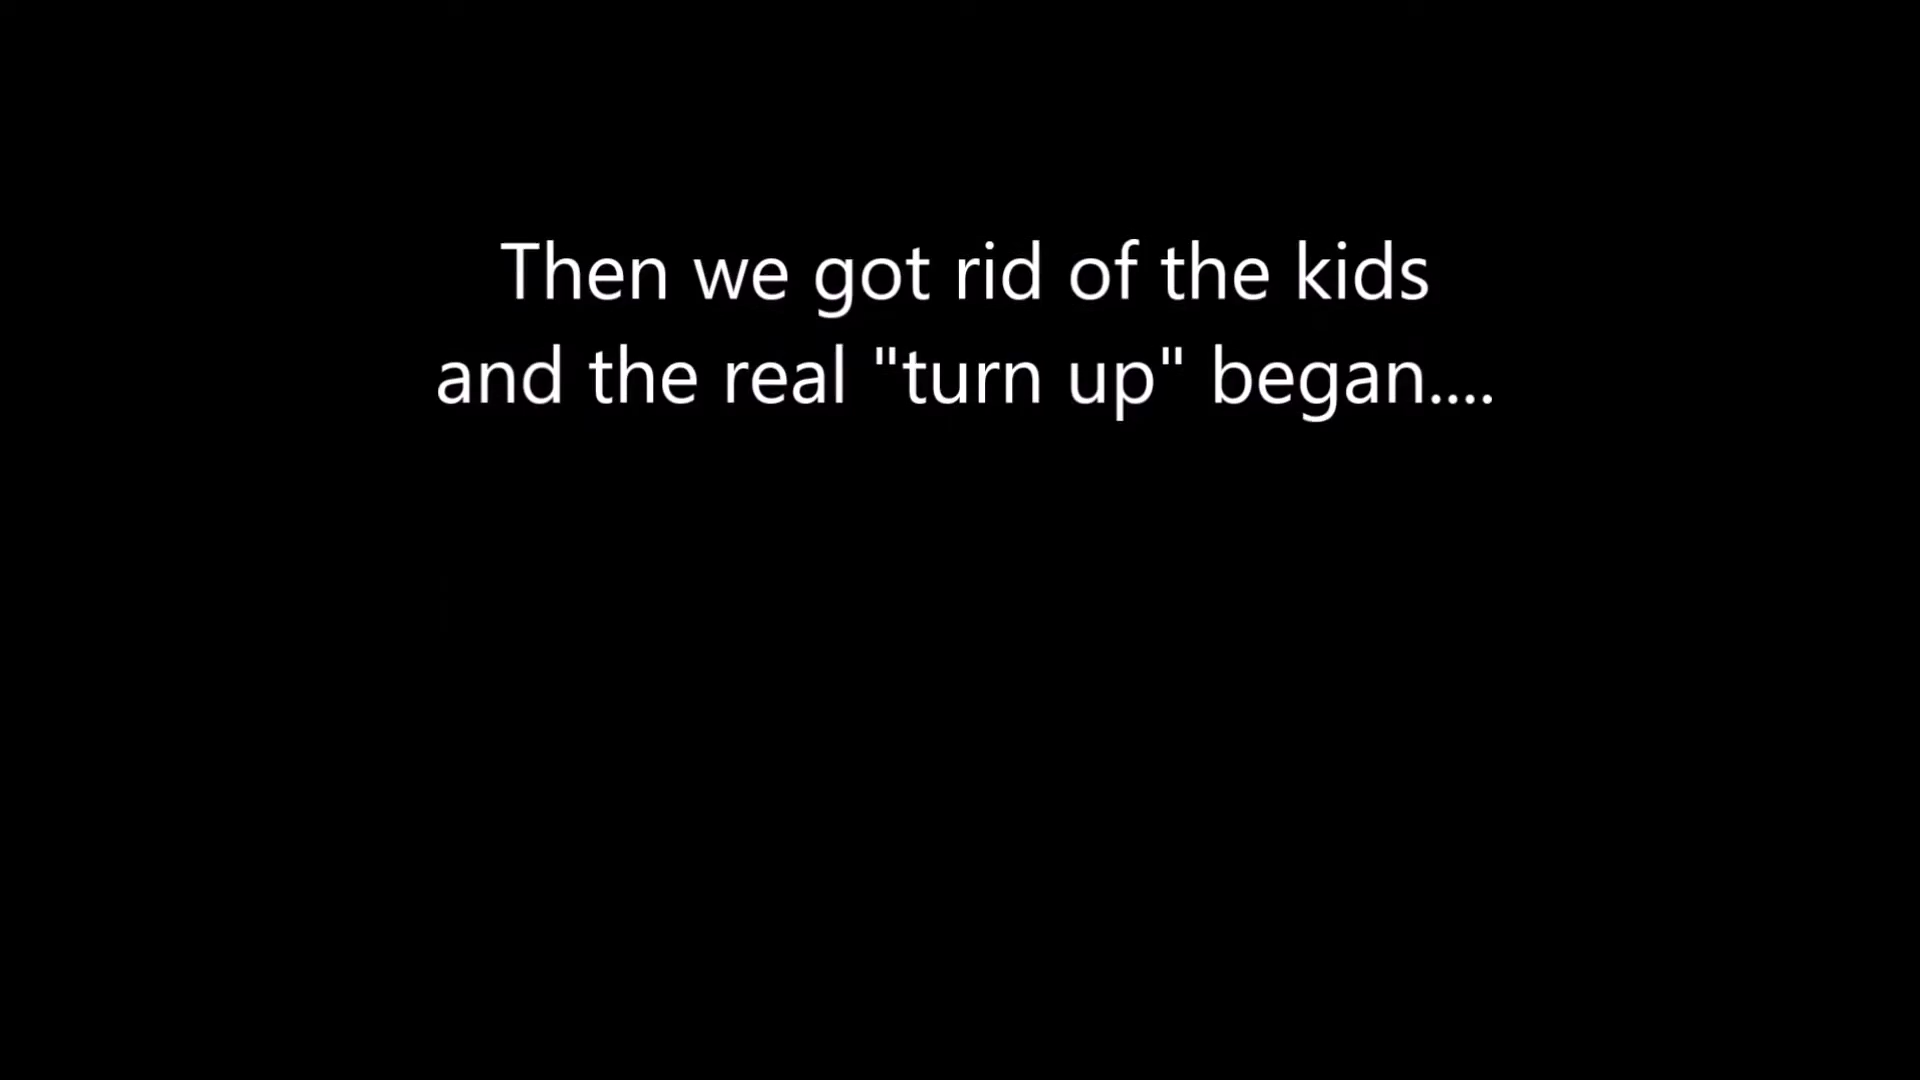 Then we got rid of the kids
and the real "turn up" began....